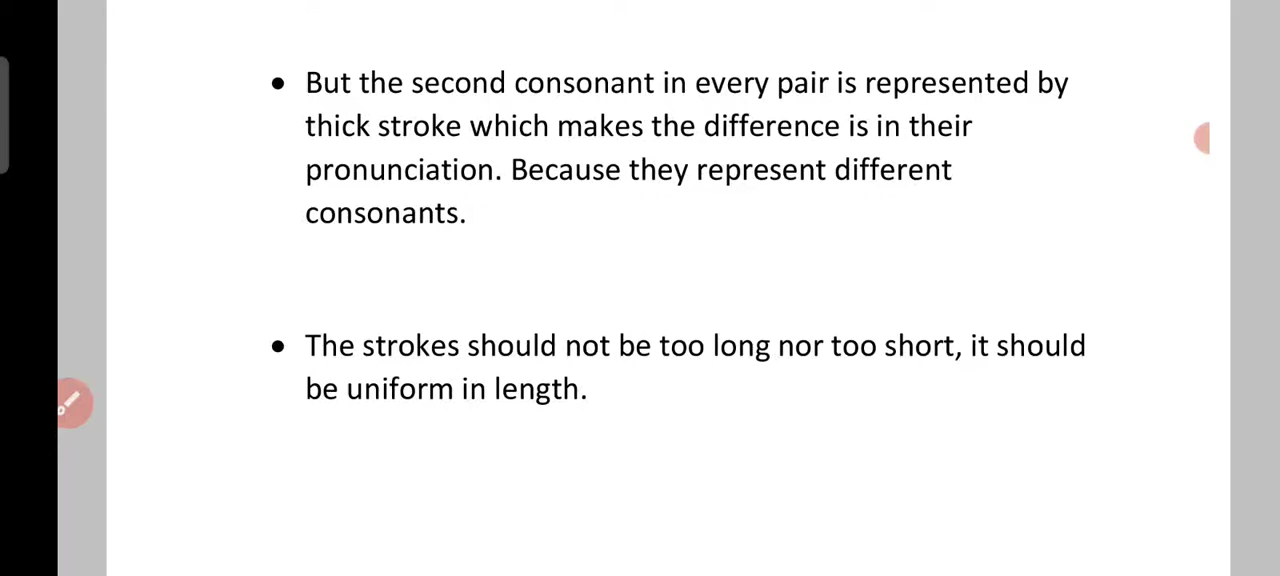 • But the second consonant in every pair is represented by
thick stroke which makes the difference is in their
pronunciation. Because they represent different
consonants.
• The strokes should not be too long nor too short, it should
be uniform in length.